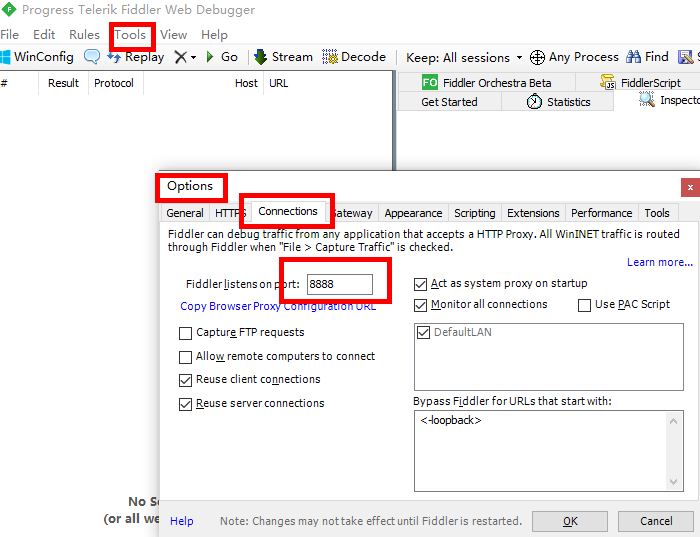 Progress Telerik Fiddler Web Debugger
File Edit Rules Tools View Help
WinConfig Replay Go Stream Decode Keep: All sessions Any Process Find
# Result Protocol Host URL
FO Fiddler Orchestra Beta JS FiddlerScript
Get Started Statistics Inspecto
Options x
General HTTPS Connections Gateway Appearance Scripting Extensions Performance Tools
Fiddler can debug traffic from any application that accepts a HTTP Proxy. All WinINET traffic is routed
through Fiddler when "File > Capture Traffic" is checked.
Learn more...
Fiddler listens on port: 8888
Act as system proxy on startup
Copy Browser Proxy Configuration URL
Monitor all connections Use PAC Script
Capture FTP requests
DefaultLAN
Allow remote computers to connect
Reuse client connections
Reuse server connections
Bypass Fiddler for URLs that start with:
<-loopback>
No Se
(or all we
Help Note: Changes may not take effect until Fiddler is restarted. OK Cancel